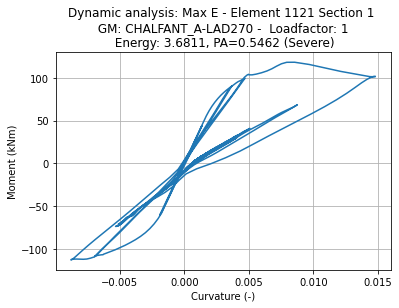 Dynamic analysis: Max E - Element 1121 Section 1
GM: CHALFANT_A-LAD270 - Loadfactor: 1
Energy: 3.6811, PA=0.5462 (Severe)
Moment (kNm)
100
50
0
−50
−100
−0.005 0.000 0.005 0.010 0.015
Curvature (-)